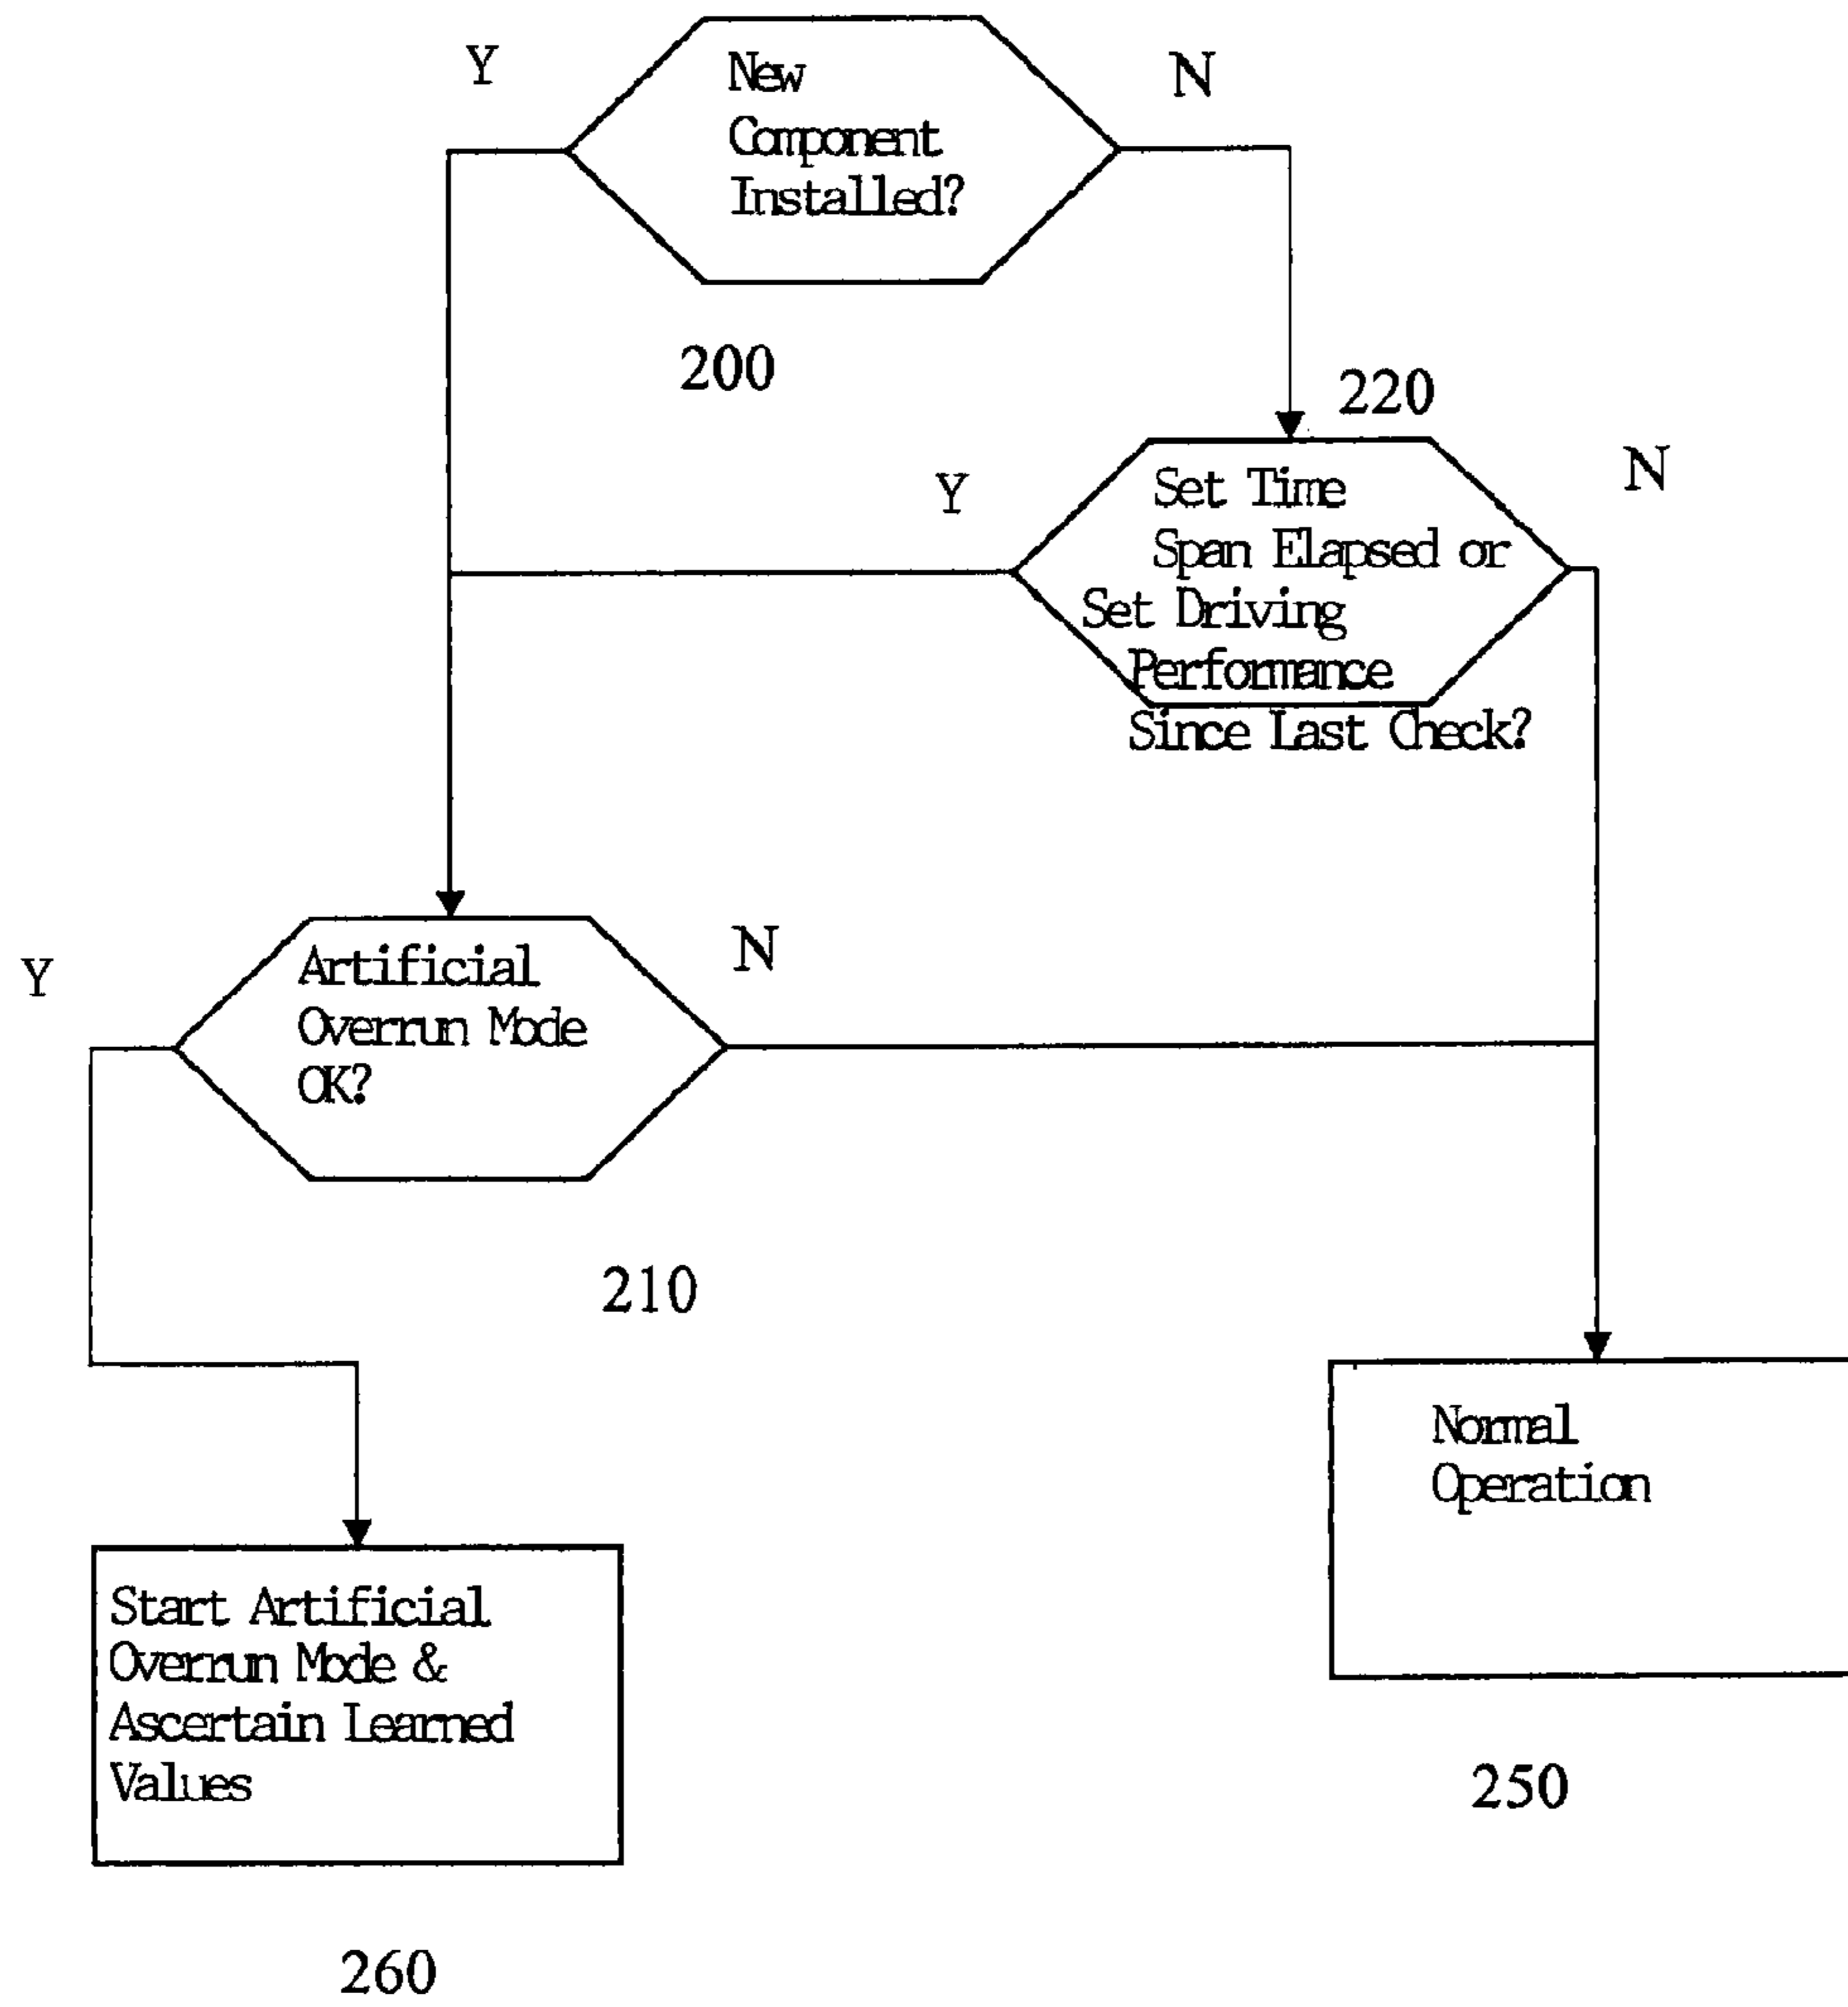 Y
N
New
Component
Installed?
200
220
Y
N
Set Time
Span Elapsed or
Set Driving
Performance
Since Last Check?
Y
N
Artificial
Overrun Mode
OK?
210
Normal
Operation
250
Start Artificial
Overrun Mode &
Ascertain Learned
Values
260